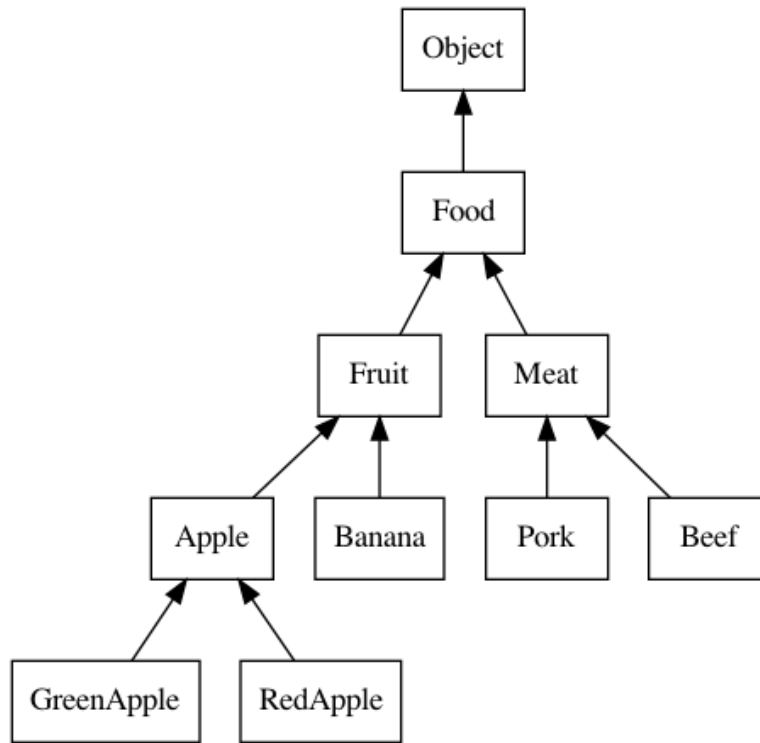 Object
Food
Fruit
Meat
Apple
Banana
Pork
Beef
GreenApple
RedApple